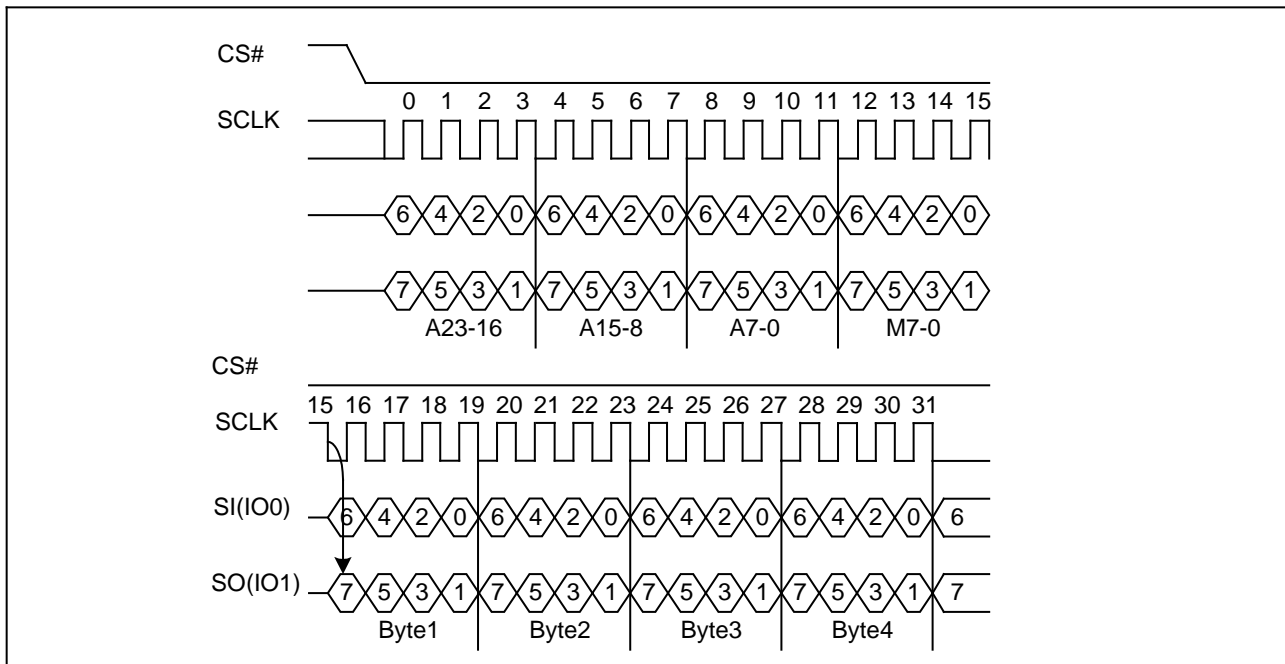 CS#
0 1 2 3 4 5 6 7 8 9 10 11 12 13 14 15
SCLK
6 4 2 0 6 4 2 0 6 4 2 0 6 4 2 0
7 5 3 1 7 5 3 1 7 5 3 1 7 5 3 1
A23-16 A15-8 A7-0 M7-0
CS#
15 16 17 18 19 20 21 22 23 24 25 26 27 28 29 30 31
SCLK
SI(IO0) 6 4 2 0 6 4 2 0 6 4 2 0 6 4 2 0 6
SO(IO1) 7 5 3 1 7 5 3 1 7 5 3 1 7 5 3 1 7
Byte1 Byte2 Byte3 Byte4